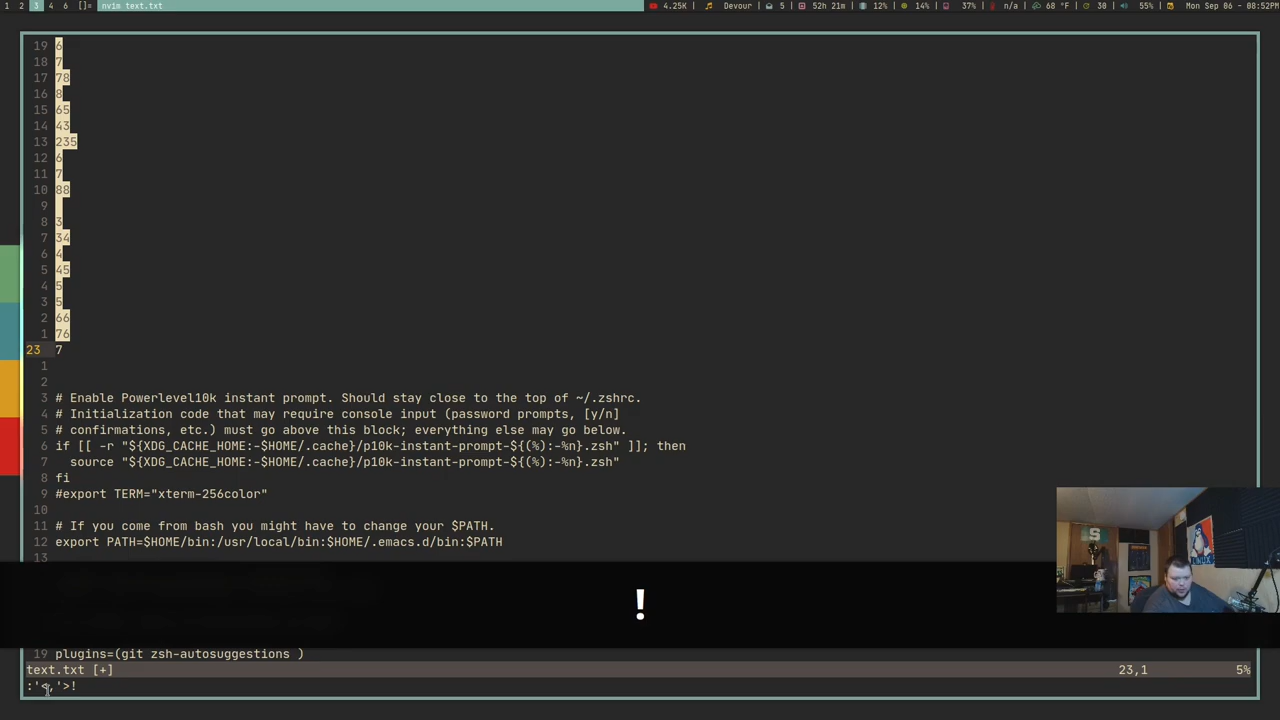 1 2 3 4 6 []= nvim text.txt 4.25K | Devour | 5 | 52h 21m | 12% | 14% | 37% | n/a | 68 °F | 30 | 55% | Mon Sep 06 - 08:52PM
19 6
18 7
17 78
16 8
15 65
14 43
13 235
12 6
11 7
10 88
9
8 3
7 34
6 4
5 45
4 5
3 5
2 66
1 76
23 7
1
2
3 # Enable Powerlevel10k instant prompt. Should stay close to the top of ~/.zshrc.
4 # Initialization code that may require console input (password prompts, [y/n]
5 # confirmations, etc.) must go above this block; everything else may go below.
6 if [[ -r "${XDG_CACHE_HOME:-$HOME/.cache}/p10k-instant-prompt-${(%):-%n}.zsh" ]]; then
7 source "${XDG_CACHE_HOME:-$HOME/.cache}/p10k-instant-prompt-${(%):-%n}.zsh"
8 fi
9 #export TERM="xterm-256color"
10
11 # If you come from bash you might have to change your $PATH.
12 export PATH=$HOME/bin:/usr/local/bin:$HOME/.emacs.d/bin:$PATH
13
!
19 plugins=(git zsh-autosuggestions )
text.txt [+] 23,1 5%
:'<,'>!